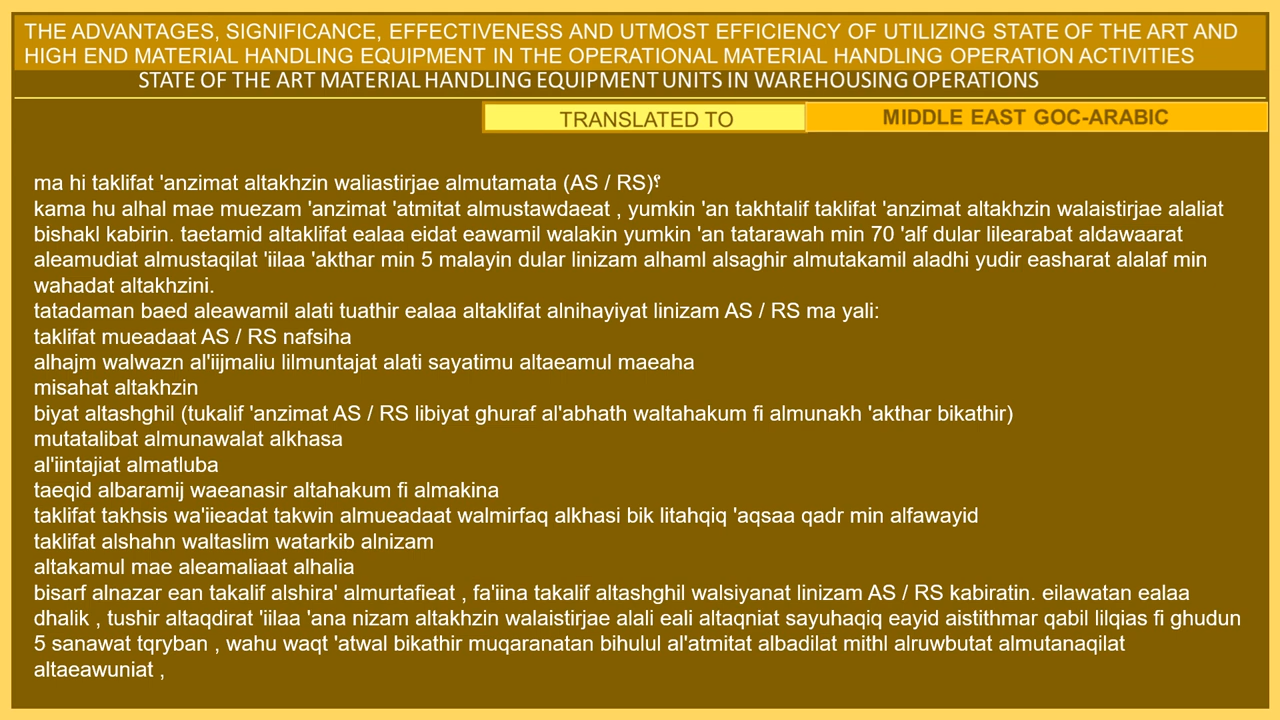 THE ADVANTAGES, SIGNIFICANCE, EFFECTIVENESS AND UTMOST EFFICIENCY OF UTILIZING STATE OF THE ART AND
HIGH END MATERIAL HANDLING EQUIPMENT IN THE OPERATIONAL MATERIAL HANDLING OPERATION ACTIVITIES
STATE OF THE ART MATERIAL HANDLING EQUIPMENT UNITS IN WAREHOUSING OPERATIONS
TRANSLATED TO
MIDDLE EAST GOC-ARABIC
ma hi taklifat 'anzimat altakhzin waliastirjae almutamata (AS / RS)؟
kama hu alhal mae muezam 'anzimat 'atmitat almustawdaeat , yumkin 'an takhtalif taklifat 'anzimat altakhzin walaistirjae alaliat
bishakl kabirin. taetamid altaklifat ealaa eidat eawamil walakin yumkin 'an tatarawah min 70 'alf dular lilearabat aldawaarat
aleamudiat almustaqilat 'iilaa 'akthar min 5 malayin dular linizam alhaml alsaghir almutakamil aladhi yudir easharat alalaf min
wahadat altakhzini.
tatadaman baed aleawamil alati tuathir ealaa altaklifat alnihayiyat linizam AS / RS ma yali:
taklifat mueadaat AS / RS nafsiha
alhajm walwazn al'iijmaliu lilmuntajat alati sayatimu altaeamul maeaha
misahat altakhzin
biyat altashghil (tukalif 'anzimat AS / RS libiyat ghuraf al'abhath waltahakum fi almunakh 'akthar bikathir)
mutatalibat almunawalat alkhasa
al'iintajiat almatluba
taeqid albaramij waeanasir altahakum fi almakina
taklifat takhsis wa'iieadat takwin almueadaat walmirfaq alkhasi bik litahqiq 'aqsaa qadr min alfawayid
taklifat alshahn waltaslim watarkib alnizam
altakamul mae aleamaliaat alhalia
bisarf alnazar ean takalif alshira' almurtafieat , fa'iina takalif altashghil walsiyanat linizam AS / RS kabiratin. eilawatan ealaa
dhalik , tushir altaqdirat 'iilaa 'ana nizam altakhzin walaistirjae alali eali altaqniat sayuhaqiq eayid aistithmar qabil lilqias fi ghudun
5 sanawat tqryban , wahu waqt 'atwal bikathir muqaranatan bihulul al'atmitat albadilat mithl alruwbutat almutanaqilat
altaeawuniat ,